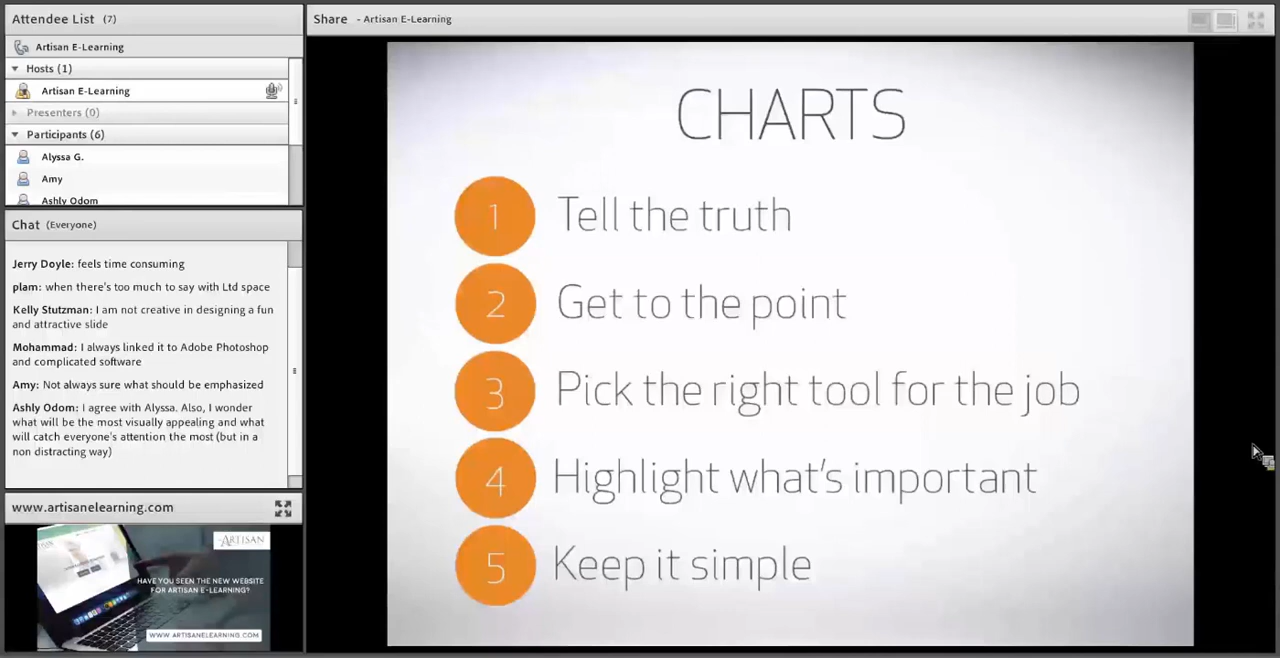 Attendee List (7)
Artisan E-Learning
Hosts (1)
Artisan E-Learning
Presenters (0)
Participants (6)
Alyssa G.
Amy
Ashly Odom
Chat (Everyone)
Jerry Doyle: feels time consuming
plam: when there's too much to say with Ltd space
Kelly Stutzman: I am not creative in designing a fun
and attractive slide
Mohammad: I always linked it to Adobe Photoshop
and complicated software
Amy: Not always sure what should be emphasized
Ashly Odom: I agree with Alyssa. Also, I wonder
what will be the most visually appealing and what
will catch everyone's attention the most (but in a
non distracting way)
www.artisanelearning.com
ARTISAN
HAVE YOU SEEN THE NEW WEBSITE
FOR ARTISAN E-LEARNING?
WWW.ARTISANELEARNING.COM
Share - Artisan E-Learning
CHARTS
1 Tell the truth
2 Get to the point
3 Pick the right tool for the job
4 Highlight what's important
5 Keep it simple